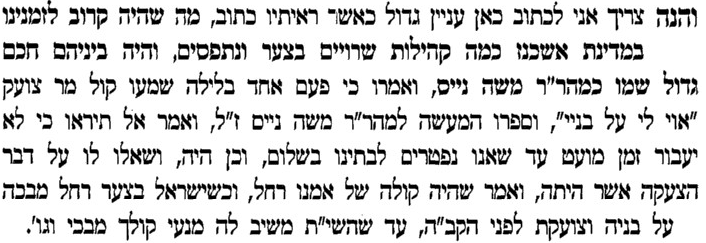 והנה צריך אני לכתוב כאן עניין גדול כאשר ראיתיו כתוב, מה שהיה קרוב לזמנינו
במדינת אשכנז כמה קהילות שרויים בצער ונתפסים, והיה ביניהם חכם
גדול שמו כמהר"ר משה נייס, ואמרו כי פעם אחד בלילה שמעו קול מר צועק
"אוי לי על בניי", וספרו המעשה למהר"ר משה ניים ז"ל, ואמר אל תיראו כי לא
יעבור זמן מועט עד שאנו נפטרים לבתינו בשלום, וכן היה, ושאלו לו על דבר
הצעקה אשר היתה, ואמר שהיה קולה של אמנו רחל, וכשישראל בצער רחל מבכה
על בניה וצועקת לפני הקב"ה, עד שהשי"ת משיב לה מנעי קולך מבכי וגו'.